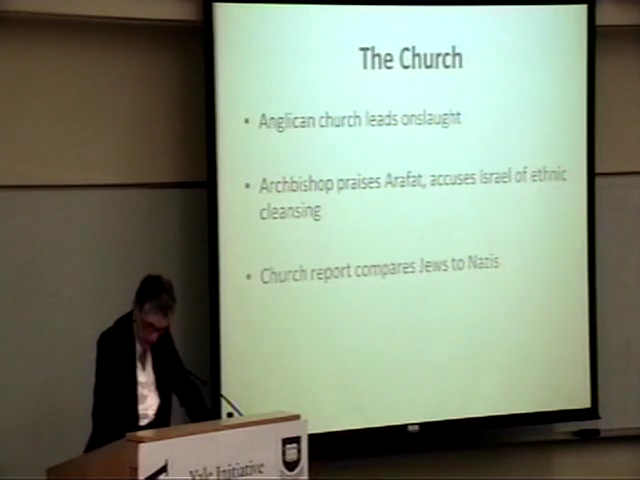 The Church
• Anglican church leads onslaught
• Archbishop praises Arafat, accuses Israel of ethnic
cleansing
• Church report compares Jews to Nazis
Yale Initiative